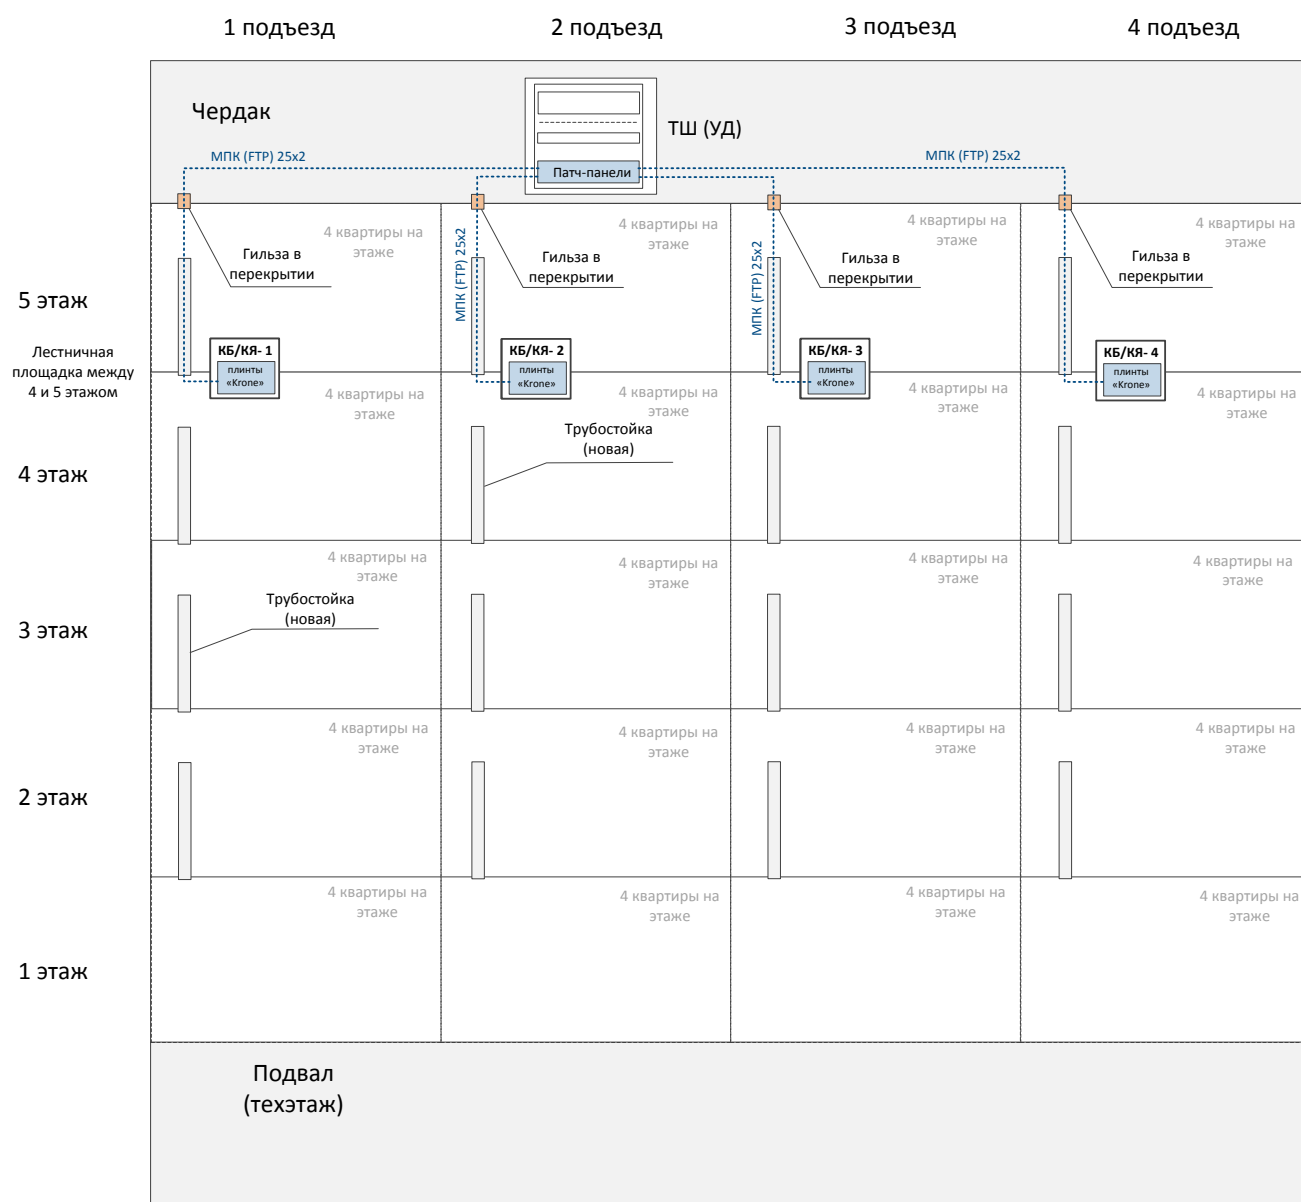 1 подъезд
2 подъезд
3 подъезд
4 подъезд
Чердак
ТШ (УД)
МПК (FTP) 25х2
МПК (FTP) 25х2
Патч-панели
5 этаж
4 квартиры на
этаже
Гильза в
перекрытии
МПК (FTP) 25х2
4 квартиры на
этаже
Гильза в
перекрытии
МПК (FTP) 25х2
4 квартиры на
этаже
Гильза в
перекрытии
4 квартиры на
этаже
Гильза в
перекрытии
Лестничная
площадка между
4 и 5 этажом
КБ/КЯ- 1
плинты
«Krone»
КБ/КЯ- 2
плинты
«Krone»
КБ/КЯ- 3
плинты
«Krone»
КБ/КЯ- 4
плинты
«Krone»
4 этаж
4 квартиры на
этаже
4 квартиры на
этаже
Трубостойка
(новая)
4 квартиры на
этаже
4 квартиры на
этаже
3 этаж
4 квартиры на
этаже
Трубостойка
(новая)
4 квартиры на
этаже
4 квартиры на
этаже
4 квартиры на
этаже
2 этаж
4 квартиры на
этаже
4 квартиры на
этаже
4 квартиры на
этаже
4 квартиры на
этаже
1 этаж
4 квартиры на
этаже
4 квартиры на
этаже
4 квартиры на
этаже
4 квартиры на
этаже
Подвал
(техэтаж)